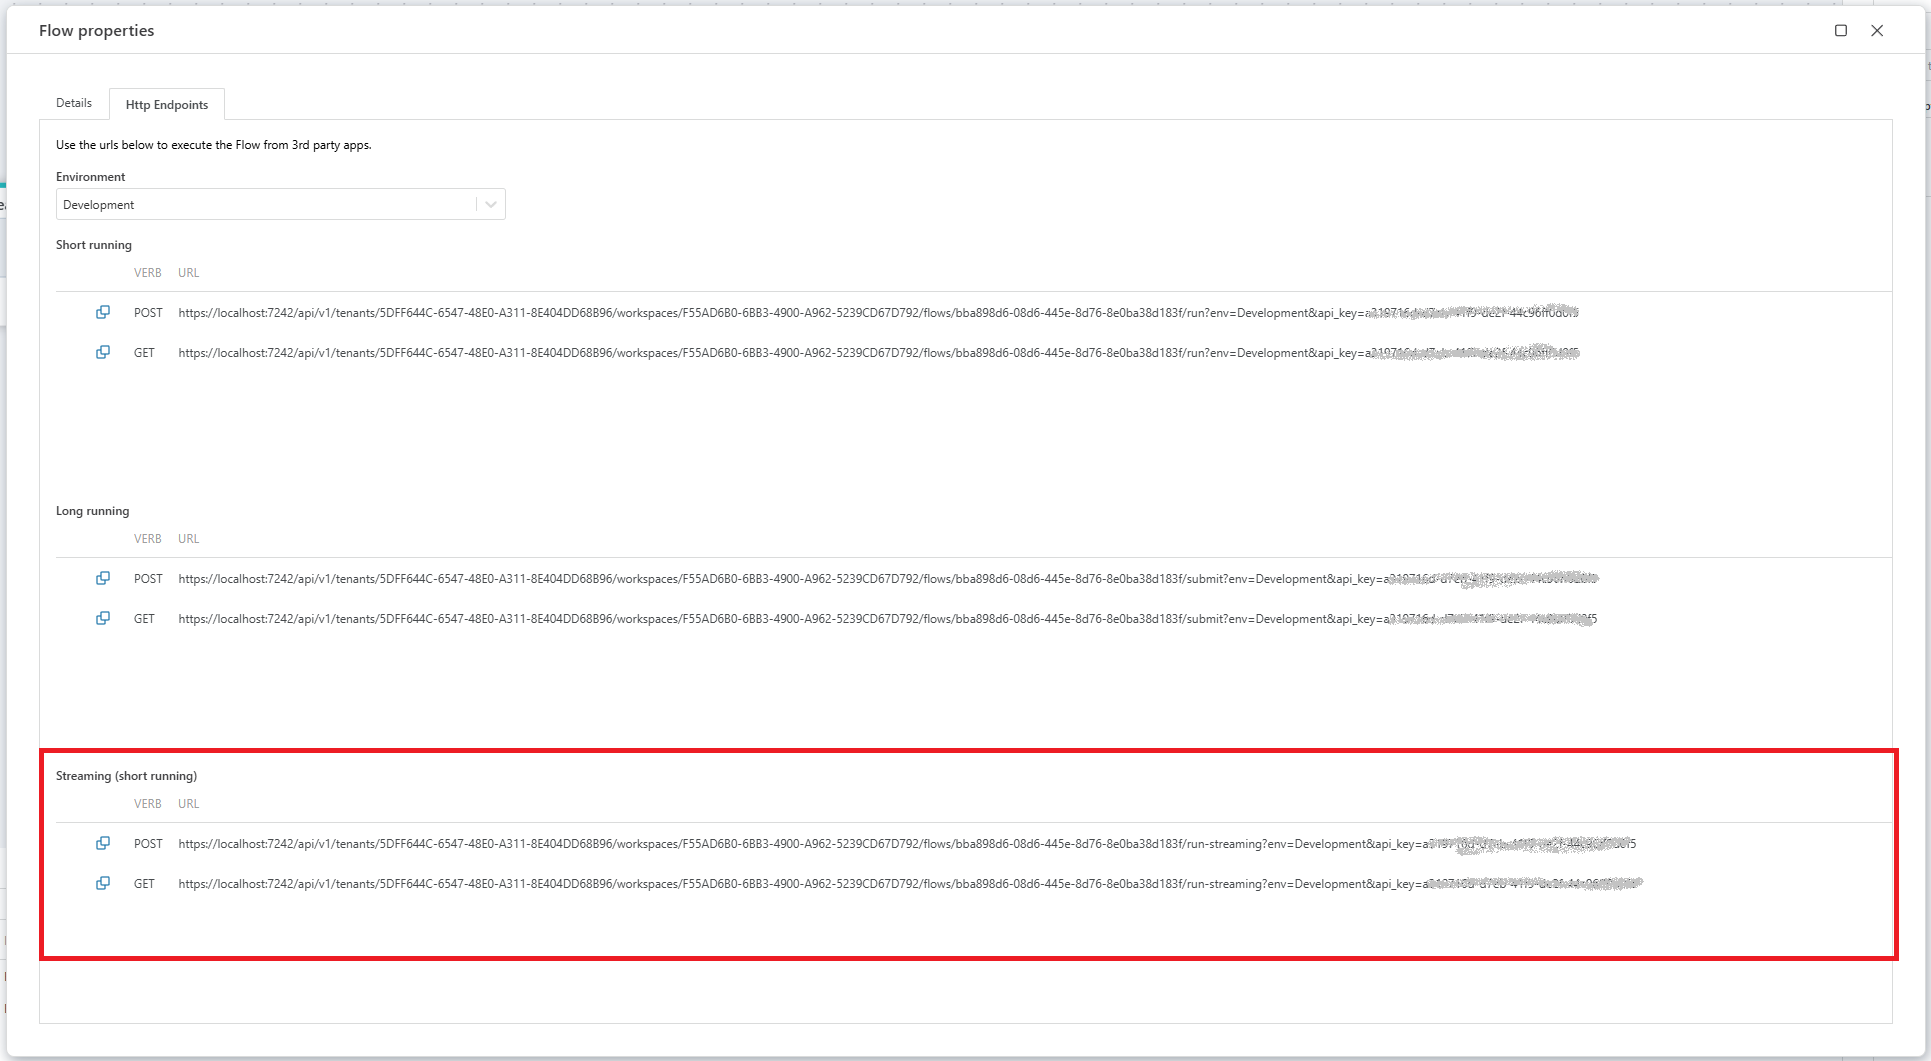 Flow properties
Details
Http Endpoints
Use the urls below to execute the Flow from 3rd party apps.
Environment
Development
Short running
VERB URL
POST https://localhost:7242/api/v1/tenants/5DFF644C-6547-48E0-A311-8E404DD68B96/workspaces/F55AD6B0-6BB3-4900-A962-5239CD67D792/flows/bba898d6-08d6-445e-8d76-8e0ba38d183f/run?env=Development&api_key=
GET https://localhost:7242/api/v1/tenants/5DFF644C-6547-48E0-A311-8E404DD68B96/workspaces/F55AD6B0-6BB3-4900-A962-5239CD67D792/flows/bba898d6-08d6-445e-8d76-8e0ba38d183f/run?env=Development&api_key=
Long running
VERB URL
POST https://localhost:7242/api/v1/tenants/5DFF644C-6547-48E0-A311-8E404DD68B96/workspaces/F55AD6B0-6BB3-4900-A962-5239CD67D792/flows/bba898d6-08d6-445e-8d76-8e0ba38d183f/submit?env=Development&api_key=
GET https://localhost:7242/api/v1/tenants/5DFF644C-6547-48E0-A311-8E404DD68B96/workspaces/F55AD6B0-6BB3-4900-A962-5239CD67D792/flows/bba898d6-08d6-445e-8d76-8e0ba38d183f/submit?env=Development&api_key=
Streaming (short running)
VERB URL
POST https://localhost:7242/api/v1/tenants/5DFF644C-6547-48E0-A311-8E404DD68B96/workspaces/F55AD6B0-6BB3-4900-A962-5239CD67D792/flows/bba898d6-08d6-445e-8d76-8e0ba38d183f/run-streaming?env=Development&api_key=
GET https://localhost:7242/api/v1/tenants/5DFF644C-6547-48E0-A311-8E404DD68B96/workspaces/F55AD6B0-6BB3-4900-A962-5239CD67D792/flows/bba898d6-08d6-445e-8d76-8e0ba38d183f/run-streaming?env=Development&api_key=